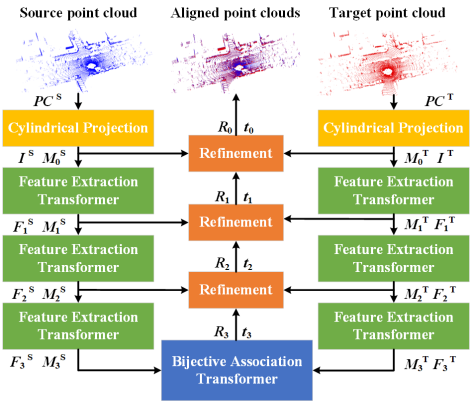 Source point cloud
Aligned point clouds
Target point cloud
PC^S
PC^T
Cylindrical Projection
R_0 t_0
Cylindrical Projection
I^S M_0^S
Refinement
M_0^T I^T
Feature Extraction
Transformer
R_1 t_1
Feature Extraction
Transformer
F_1^S M_1^S
Refinement
M_1^T F_1^T
Feature Extraction
Transformer
R_2 t_2
Feature Extraction
Transformer
F_2^S M_2^S
Refinement
M_2^T F_2^T
Feature Extraction
Transformer
R_3 t_3
Feature Extraction
Transformer
F_3^S M_3^S
Bijective Association
Transformer
M_3^T F_3^T